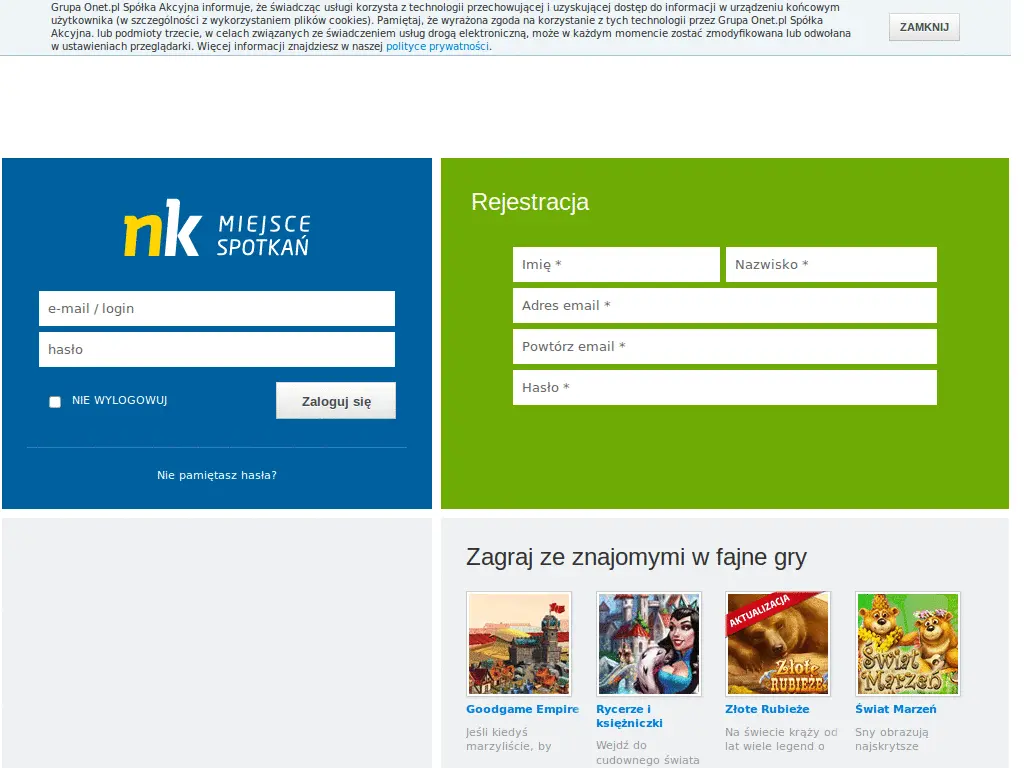 Grupa Onet.pl Spółka Akcyjna informuje, że świadcząc usługi korzysta z technologii przechowującej i uzyskującej dostęp do informacji w urządzeniu końcowym
użytkownika (w szczególności z wykorzystaniem plików cookies). Pamiętaj, że wyrażona zgoda na korzystanie z tych technologii przez Grupa Onet.pl Spółka
Akcyjna. lub podmioty trzecie, w celach związanych ze świadczeniem usług drogą elektroniczną, może w każdym momencie zostać zmodyfikowana lub odwołana
w ustawieniach przeglądarki. Więcej informacji znajdziesz w naszej polityce prywatności.
ZAMKNIJ
nk MIEJSCE
SPOTKAŃ
e-mail / login
hasło
NIE WYLOGOWUJ
Zaloguj się
Nie pamiętasz hasła?
Rejestracja
Imię *
Nazwisko *
Adres email *
Powtórz email *
Hasło *
Zagraj ze znajomymi w fajne gry
AKTUALIZACJA
Złote
RUBIEŻE
Świat
Marzeń
Goodgame Empire
Jeśli kiedyś
marzyliście, by
Rycerze i
księżniczki
Wejdź do
cudownego świata
Złote Rubieże
Na świecie krąży od
lat wiele legend o
Świat Marzeń
Sny obrazują
najskrytsze